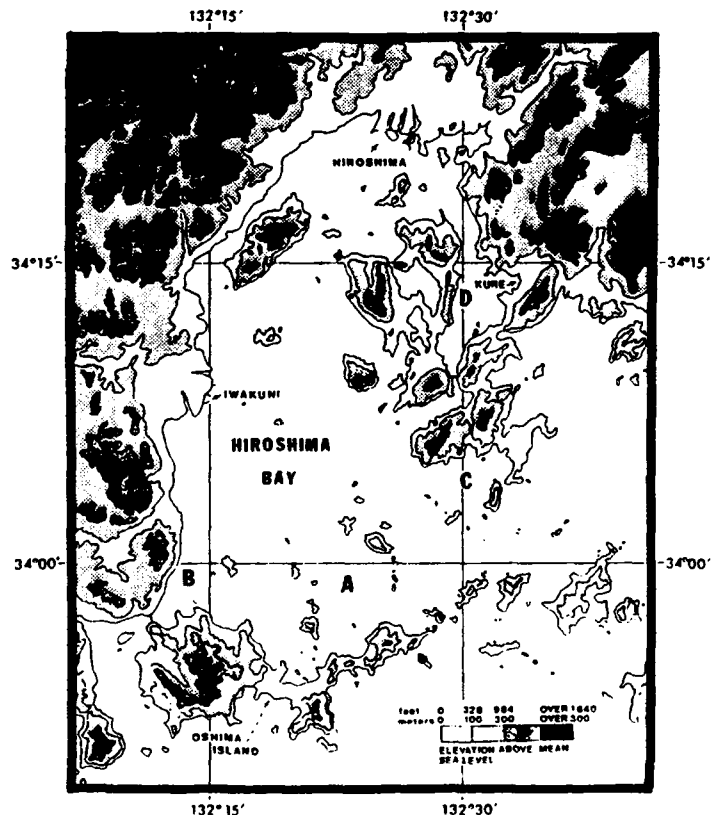 132°15' 132°30'
HIROSHIMA
34°15' 34°15'
KURE
D
IWAKUNI
HIROSHIMA
BAY
C
34°00' 34°00'
B A
feet 0 328 984 OVER 1640
meters 0 100 300 OVER 500
OSHIMA
ISLAND
ELEVATION ABOVE MEAN
SEA LEVEL
132°15' 132°30'